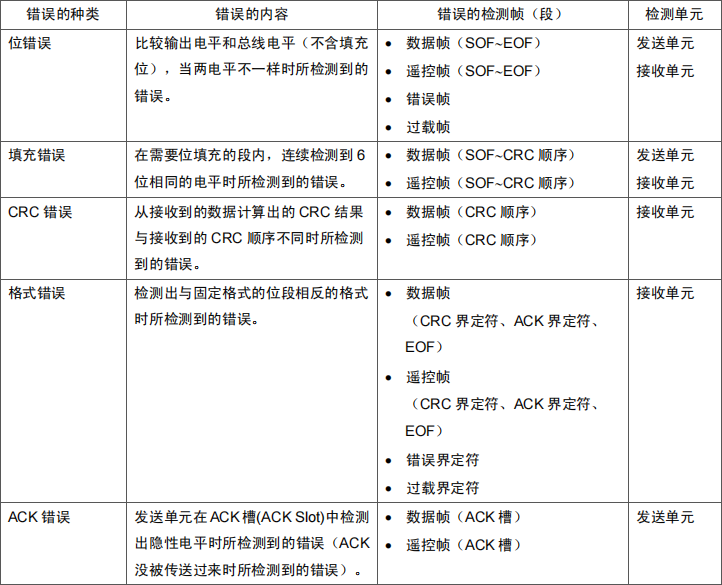 错误的种类 错误的内容 错误的检测帧（段） 检测单元
位错误
比较输出电平和总线电平（不含填充
位），当两电平不一样时所检测到的
错误。
● 数据帧（SOF~EOF）
● 遥控帧（SOF~EOF）
● 错误帧
● 过载帧
发送单元
接收单元
填充错误
在需要位填充的段内，连续检测到 6
位相同的电平时所检测到的错误。
● 数据帧（SOF~CRC 顺序）
● 遥控帧（SOF~CRC 顺序）
发送单元
接收单元
CRC 错误
从接收到的数据计算出的 CRC 结果
与接收到的 CRC 顺序不同时所检测
到的错误。
● 数据帧（CRC 顺序）
● 遥控帧（CRC 顺序）
接收单元
格式错误
检测出与固定格式的位段相反的格式
时所检测到的错误。
● 数据帧
（CRC 界定符、ACK 界定符、
EOF）
● 遥控帧
（CRC 界定符、ACK 界定符、
EOF）
● 错误界定符
● 过载界定符
接收单元
ACK 错误
发送单元在 ACK 槽(ACK Slot)中检测
出隐性电平时所检测到的错误（ACK
没被传送过来时所检测到的错误）。
● 数据帧（ACK 槽）
● 遥控帧（ACK 槽）
发送单元